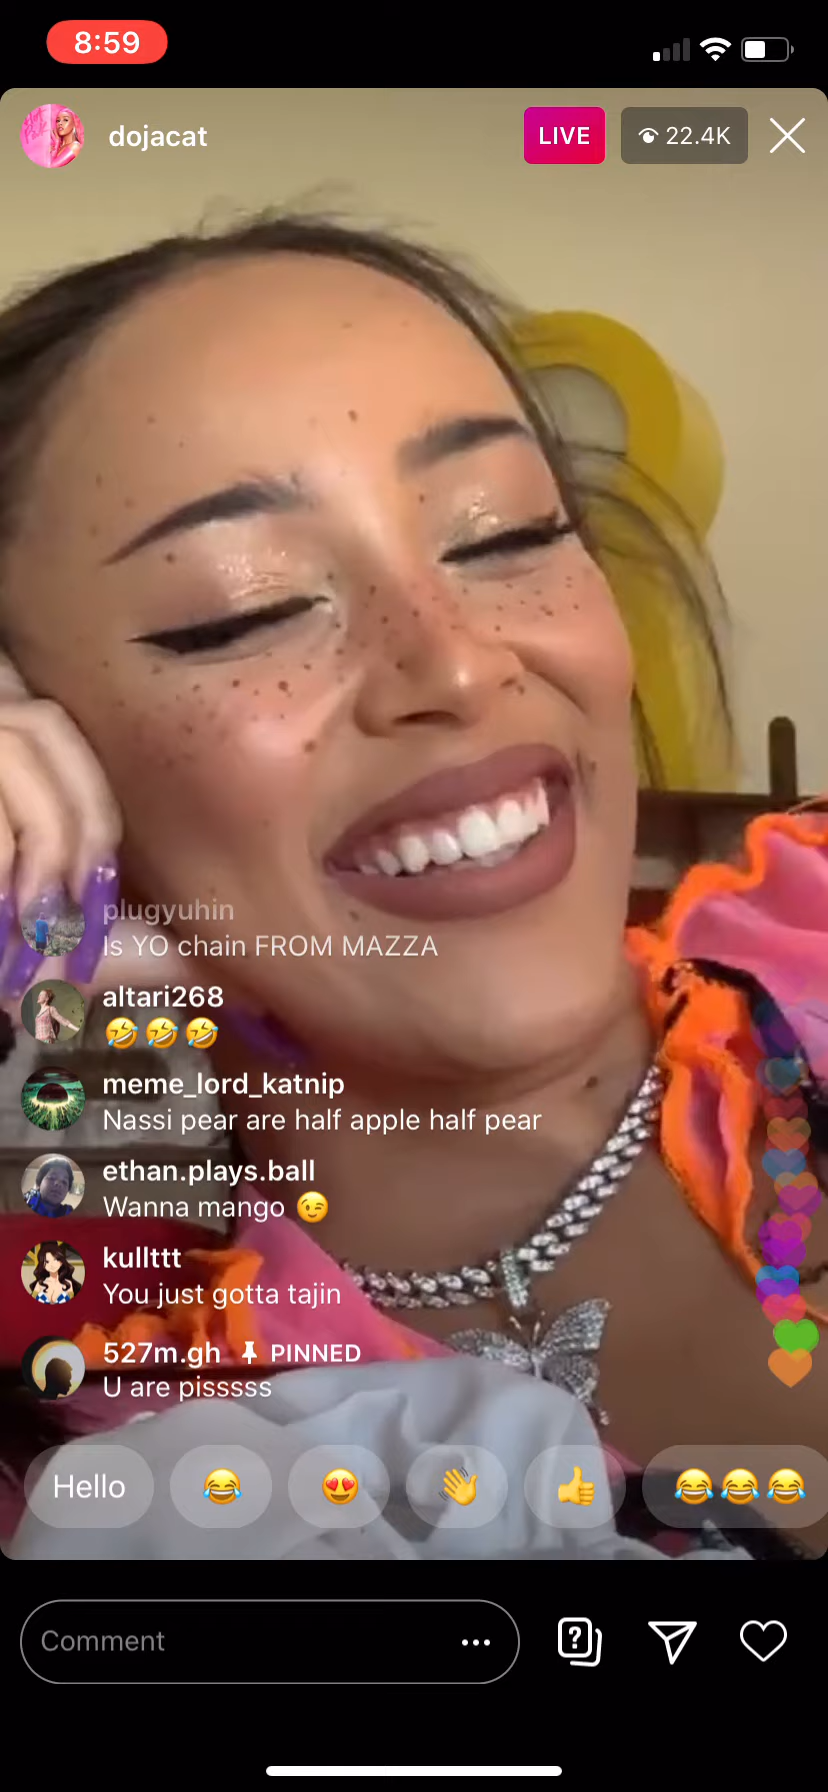 8:59
dojacat
LIVE
22.4K
plugyuhin
Is YO chain FROM MAZZA
altari268
🤣🤣🤣
meme_lord_katnip
Nassi pear are half apple half pear
ethan.plays.ball
Wanna mango 😉
kullttt
You just gotta tajin
527m.gh PINNED
U are pisssss
Hello 😂 😍 👋 👍 😂😂😂
Comment